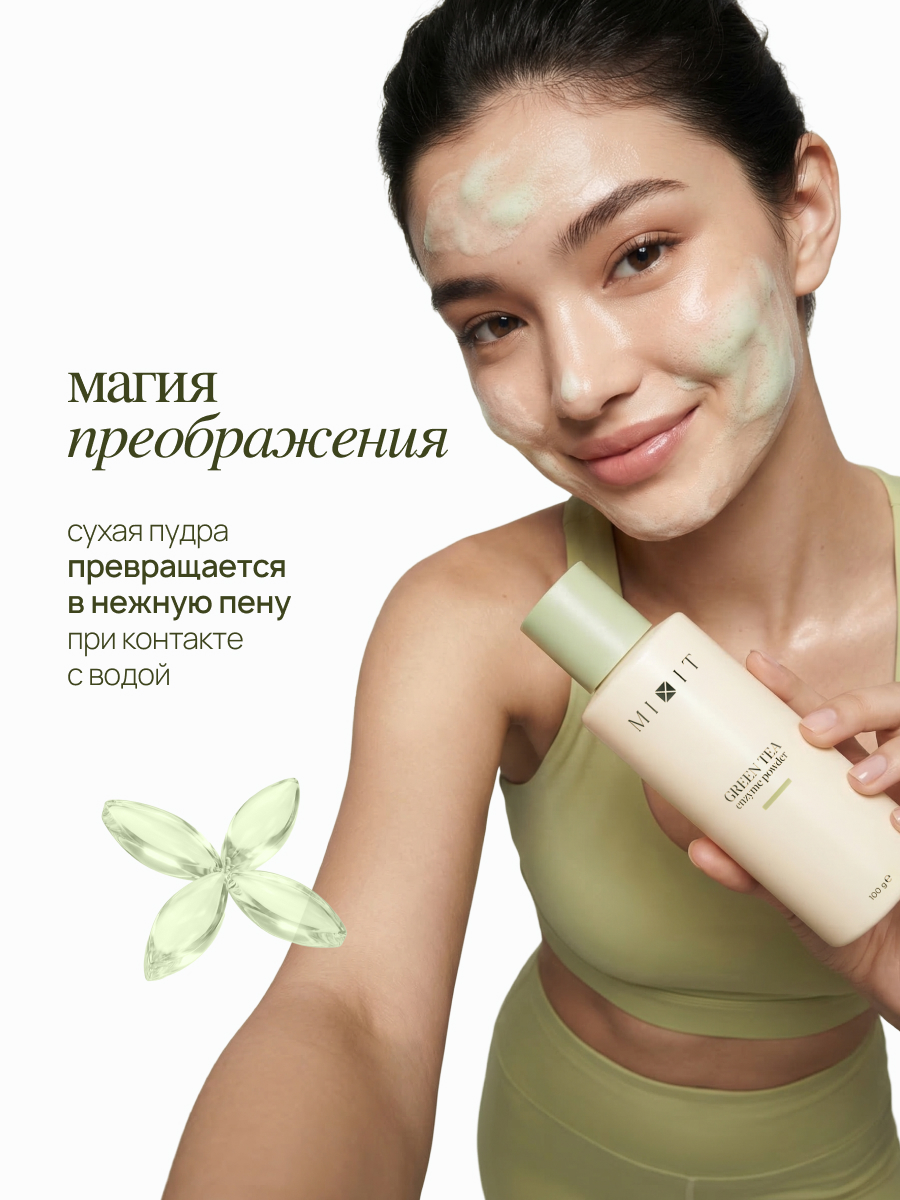 магия
преображения
сухая пудра
превращается
в нежную пену
при контакте
с водой
MIXIT
GREEN TEA
enzyme powder
100 g ℮